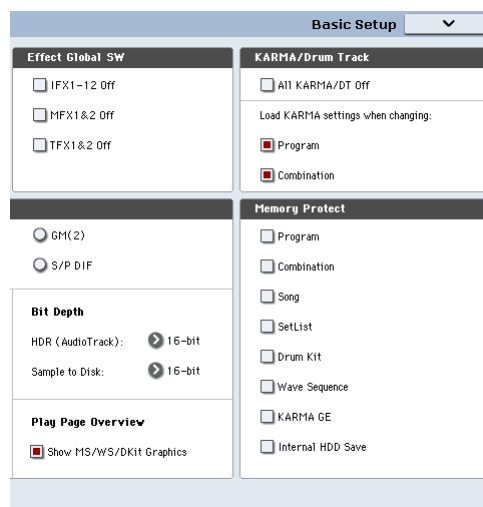 Basic Setup
Effect Global SW
IFX1-12 Off
MFX1&2 Off
TFX1&2 Off
KARMA/Drum Track
All KARMA/DT Off
Load KARMA settings when changing:
Program
Combination
GM(2)
S/P DIF
Bit Depth
HDR (AudioTrack): 16-bit
Sample to Disk: 16-bit
Play Page Overview
Show MS/WS/DKit Graphics
Memory Protect
Program
Combination
Song
SetList
Drum Kit
Wave Sequence
KARMA GE
Internal HDD Save